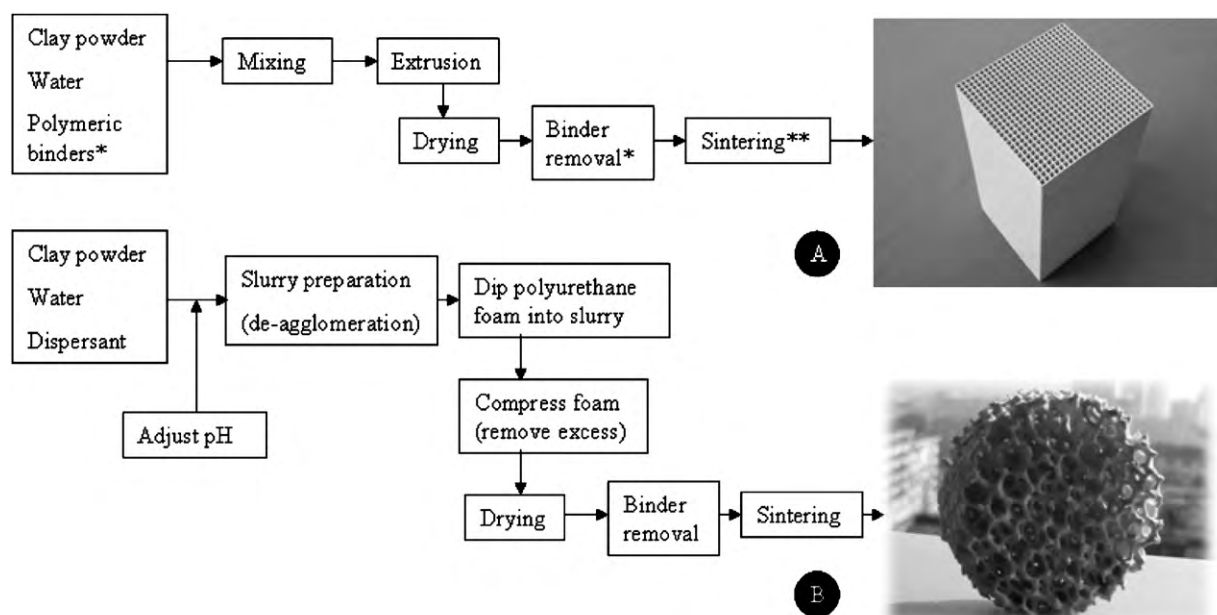 Clay powder
Water
Polymeric
binders*
Mixing
Extrusion
Drying
Binder
removal*
Sintering**
A
Clay powder
Water
Dispersant
Adjust pH
Slurry preparation
(de-agglomeration)
Dip polyurethane
foam into slurry
Compress foam
(remove excess)
Drying
Binder
removal
Sintering
B